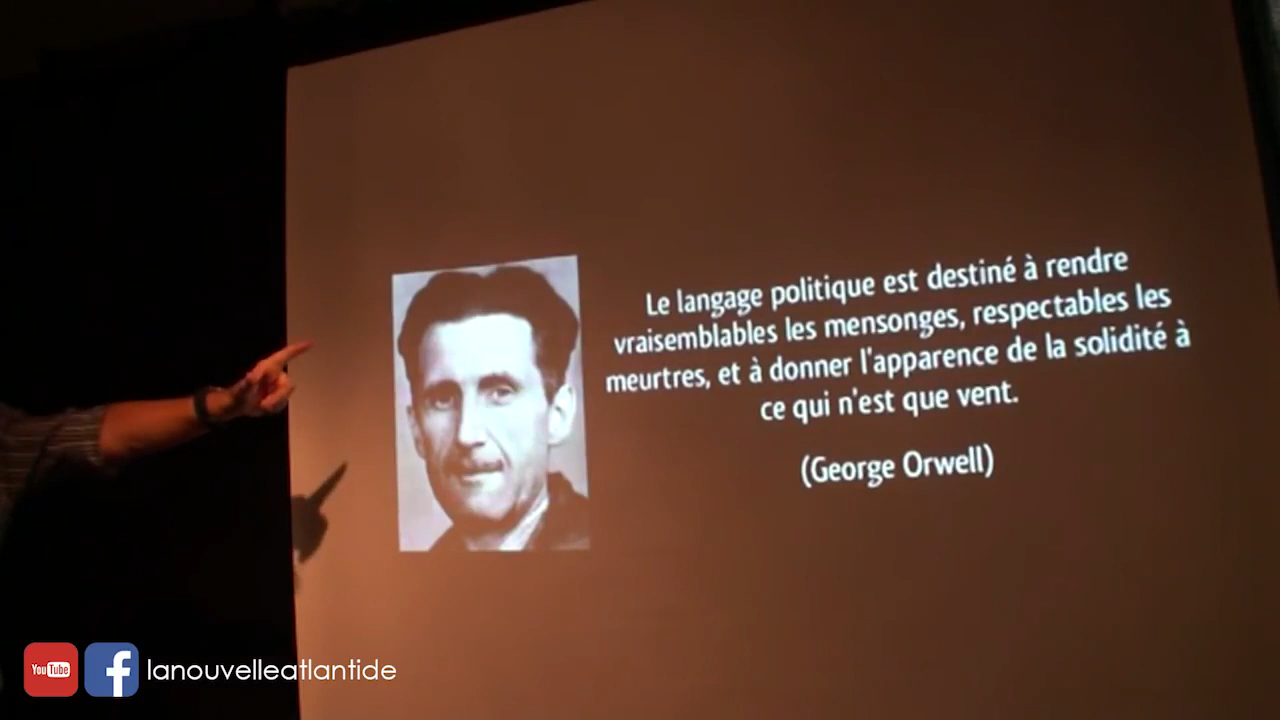 Le langage politique est destiné à rendre
vraisemblables les mensonges, respectables les
meurtres, et à donner l'apparence de la solidité à
ce qui n'est que vent.
(George Orwell)
YouTube
f
lanouvelleatlantide